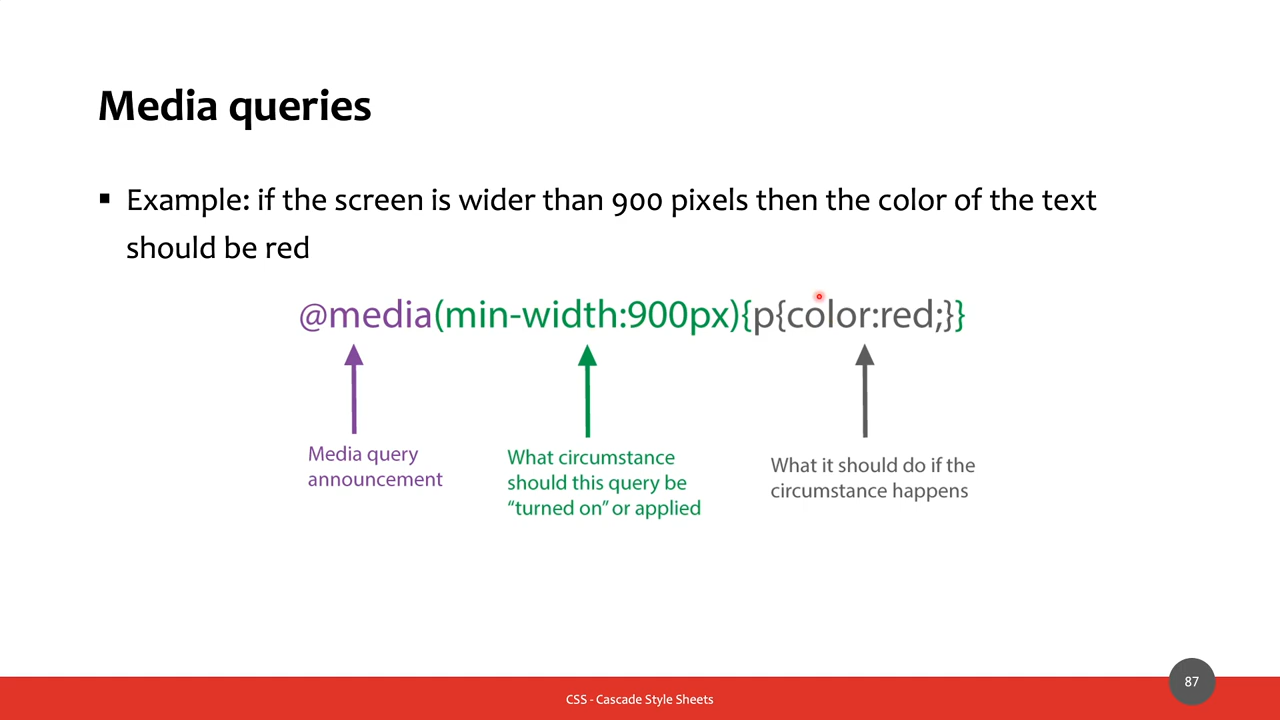 Media queries
▪ Example: if the screen is wider than 900 pixels then the color of the text
should be red
@media(min-width:900px){p{color:red;}}
Media query
announcement
What circumstance
should this query be
“turned on” or applied
What it should do if the
circumstance happens
CSS - Cascade Style Sheets
87